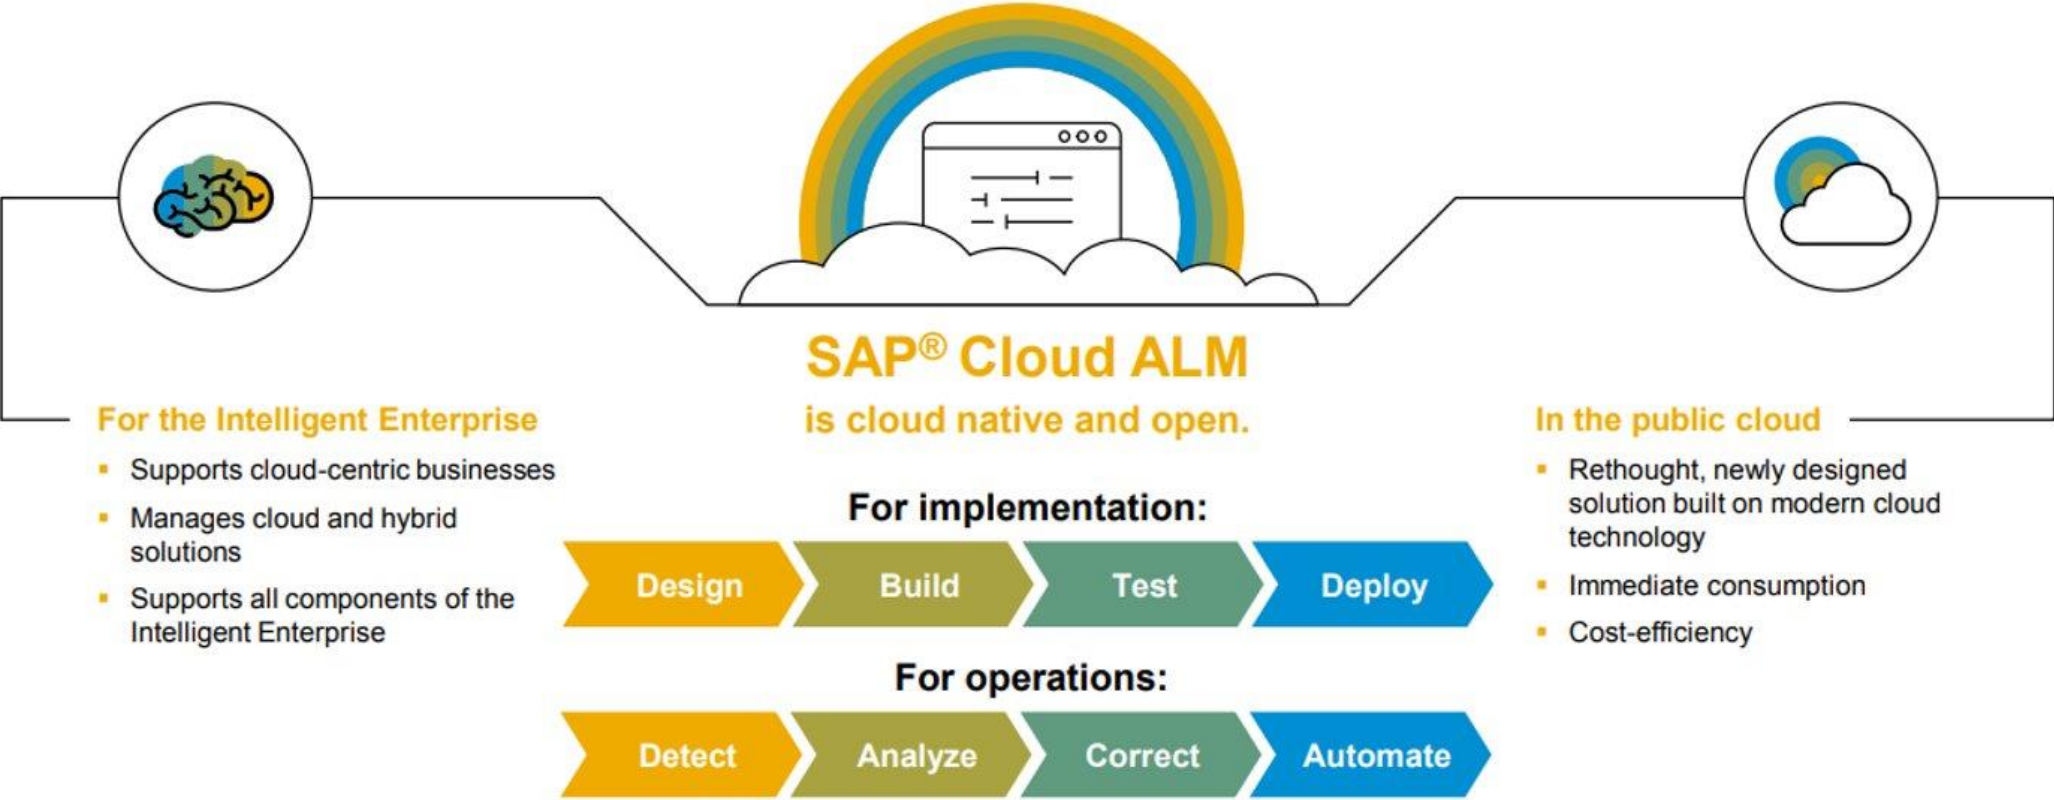 SAP® Cloud ALM
is cloud native and open.
For the Intelligent Enterprise
▪ Supports cloud-centric businesses
▪ Manages cloud and hybrid
solutions
▪ Supports all components of the
Intelligent Enterprise
For implementation:
Design
Build
Test
Deploy
For operations:
Detect
Analyze
Correct
Automate
In the public cloud
▪ Rethought, newly designed
solution built on modern cloud
technology
▪ Immediate consumption
▪ Cost-efficiency